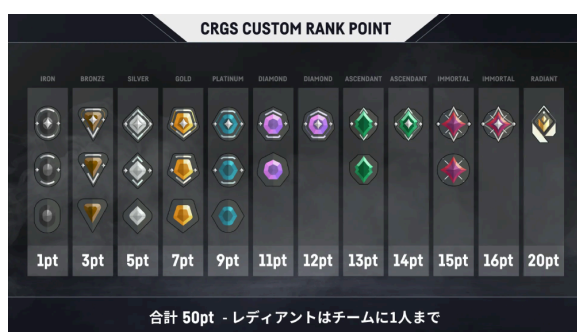 CRGS CUSTOM RANK POINT
IRON BRONZE SILVER GOLD PLATINUM DIAMOND DIAMOND ASCENDANT ASCENDANT IMMORTAL IMMORTAL RADIANT
1pt 3pt 5pt 7pt 9pt 11pt 12pt 13pt 14pt 15pt 16pt 20pt
合計 50pt - レディアントはチームに1人まで